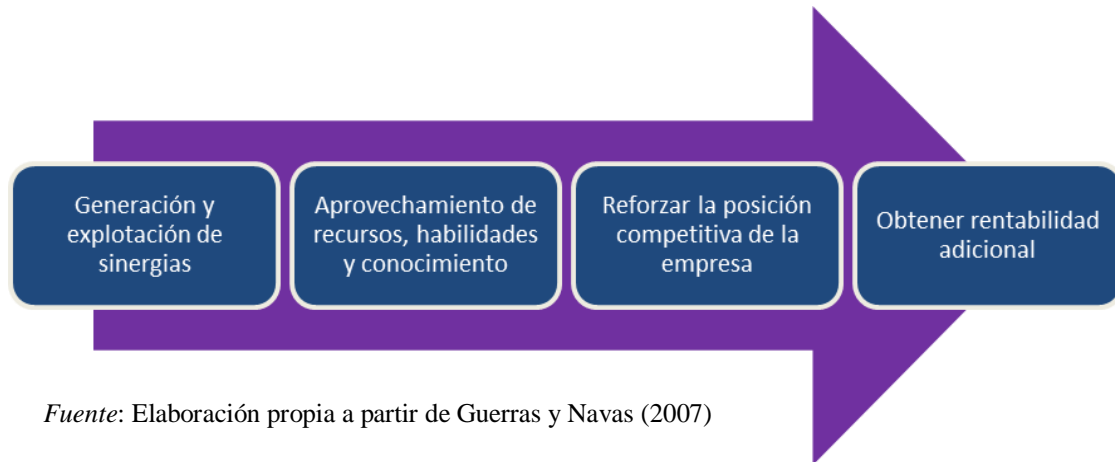 Generación y
explotación de
sinergias
Aprovechamiento de
recursos, habilidades
y conocimiento
Reforzar la posición
competitiva de la
empresa
Obtener rentabilidad
adicional
Fuente: Elaboración propia a partir de Guerras y Navas (2007)